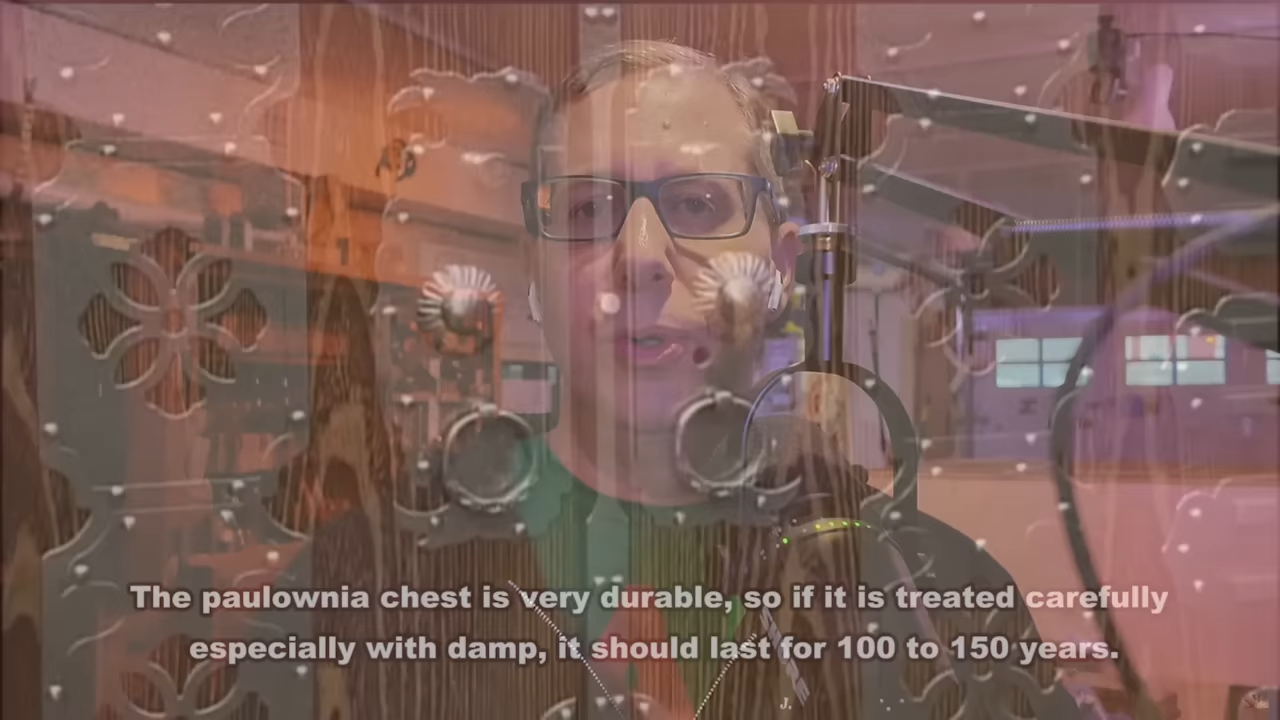 The paulownia chest is very durable, so if it is treated carefully
especially with damp, it should last for 100 to 150 years.
J.